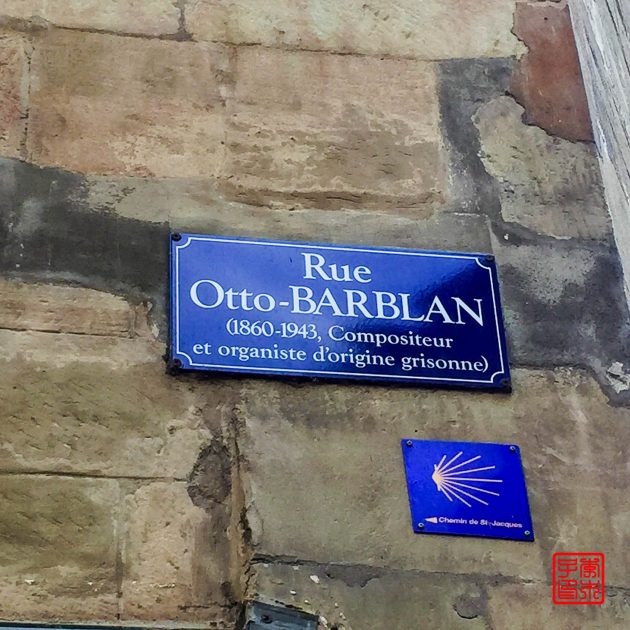 Rue
Otto-BARBLAN
(1860-1943, Compositeur
et organiste d'origine grisonne)
Chemin de St-Jacques